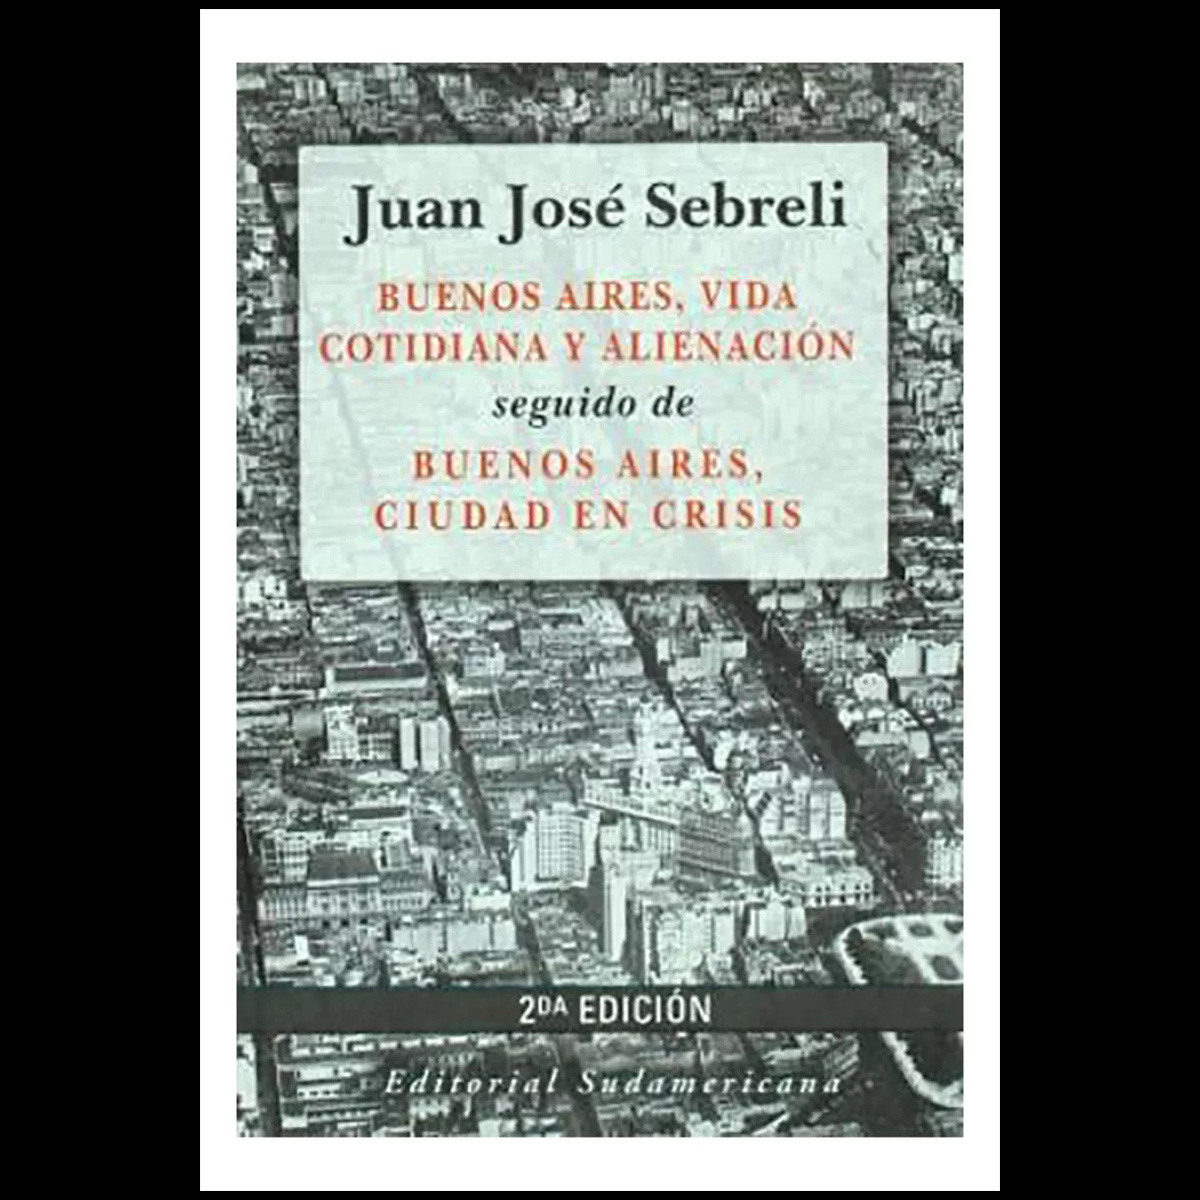 Juan José Sebreli
BUENOS AIRES, VIDA
COTIDIANA Y ALIENACIÓN
seguido de
BUENOS AIRES,
CIUDAD EN CRISIS
2DA EDICIÓN
Editorial Sudamericana